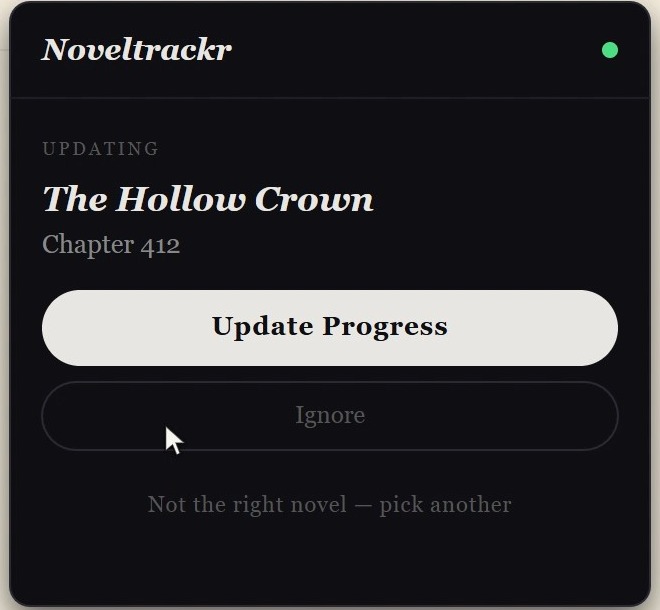 Noveltrackr
UPDATING
The Hollow Crown
Chapter 412
Update Progress
Ignore
Not the right novel — pick another